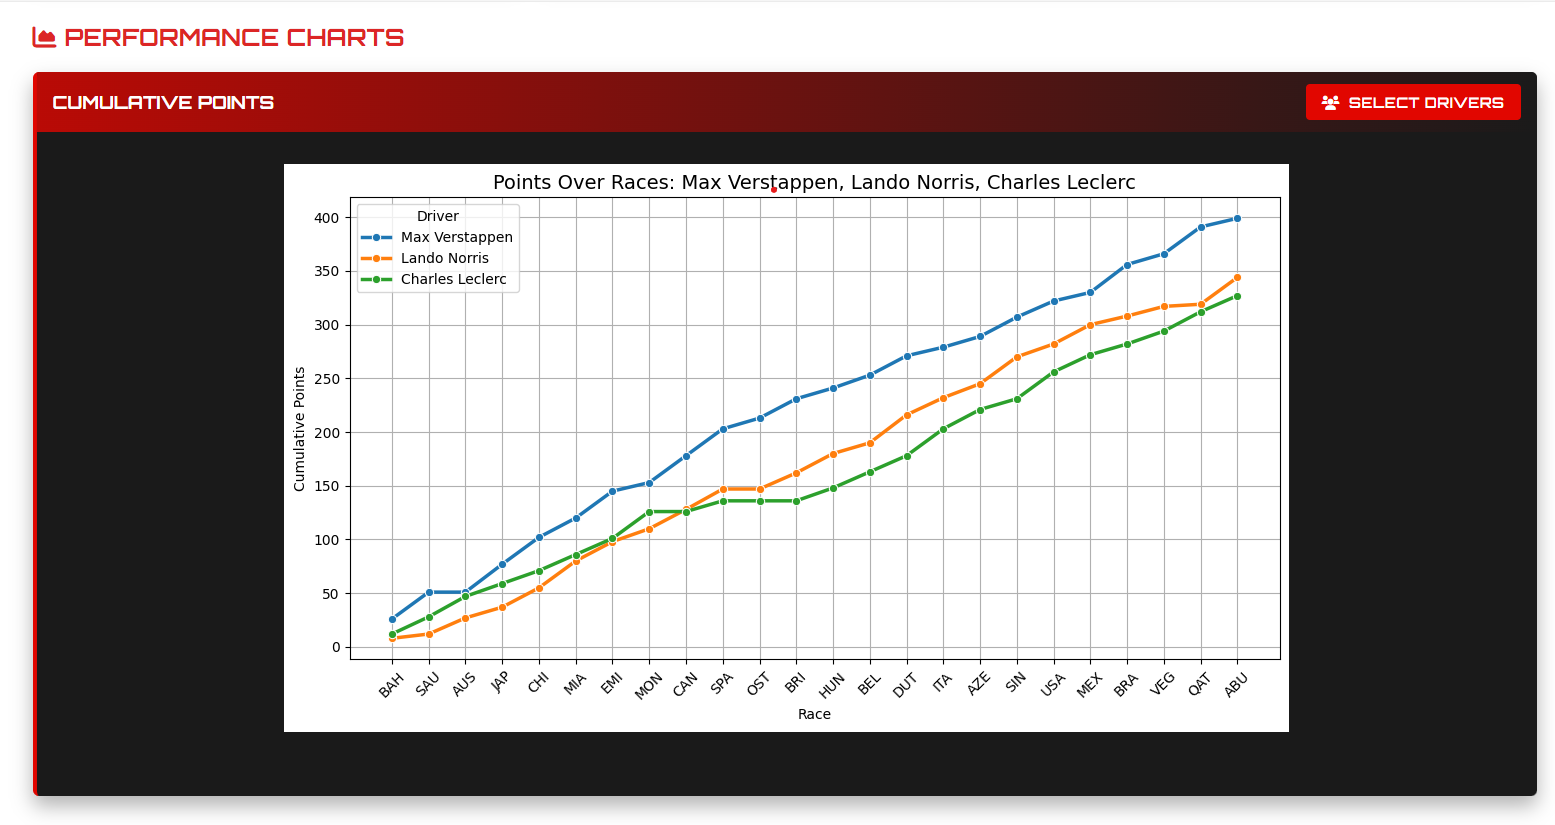 PERFORMANCE CHARTS
CUMULATIVE POINTS
SELECT DRIVERS
Points Over Races: Max Verstappen, Lando Norris, Charles Leclerc
Driver
Max Verstappen
Lando Norris
Charles Leclerc
400
350
300
250
200
150
100
50
0
Cumulative Points
BAH SAU AUS JAP CHI MIA EMI MON CAN SPA OST BRI HUN BEL DUT ITA AZE SIN USA MEX BRA VEG QAT ABU
Race